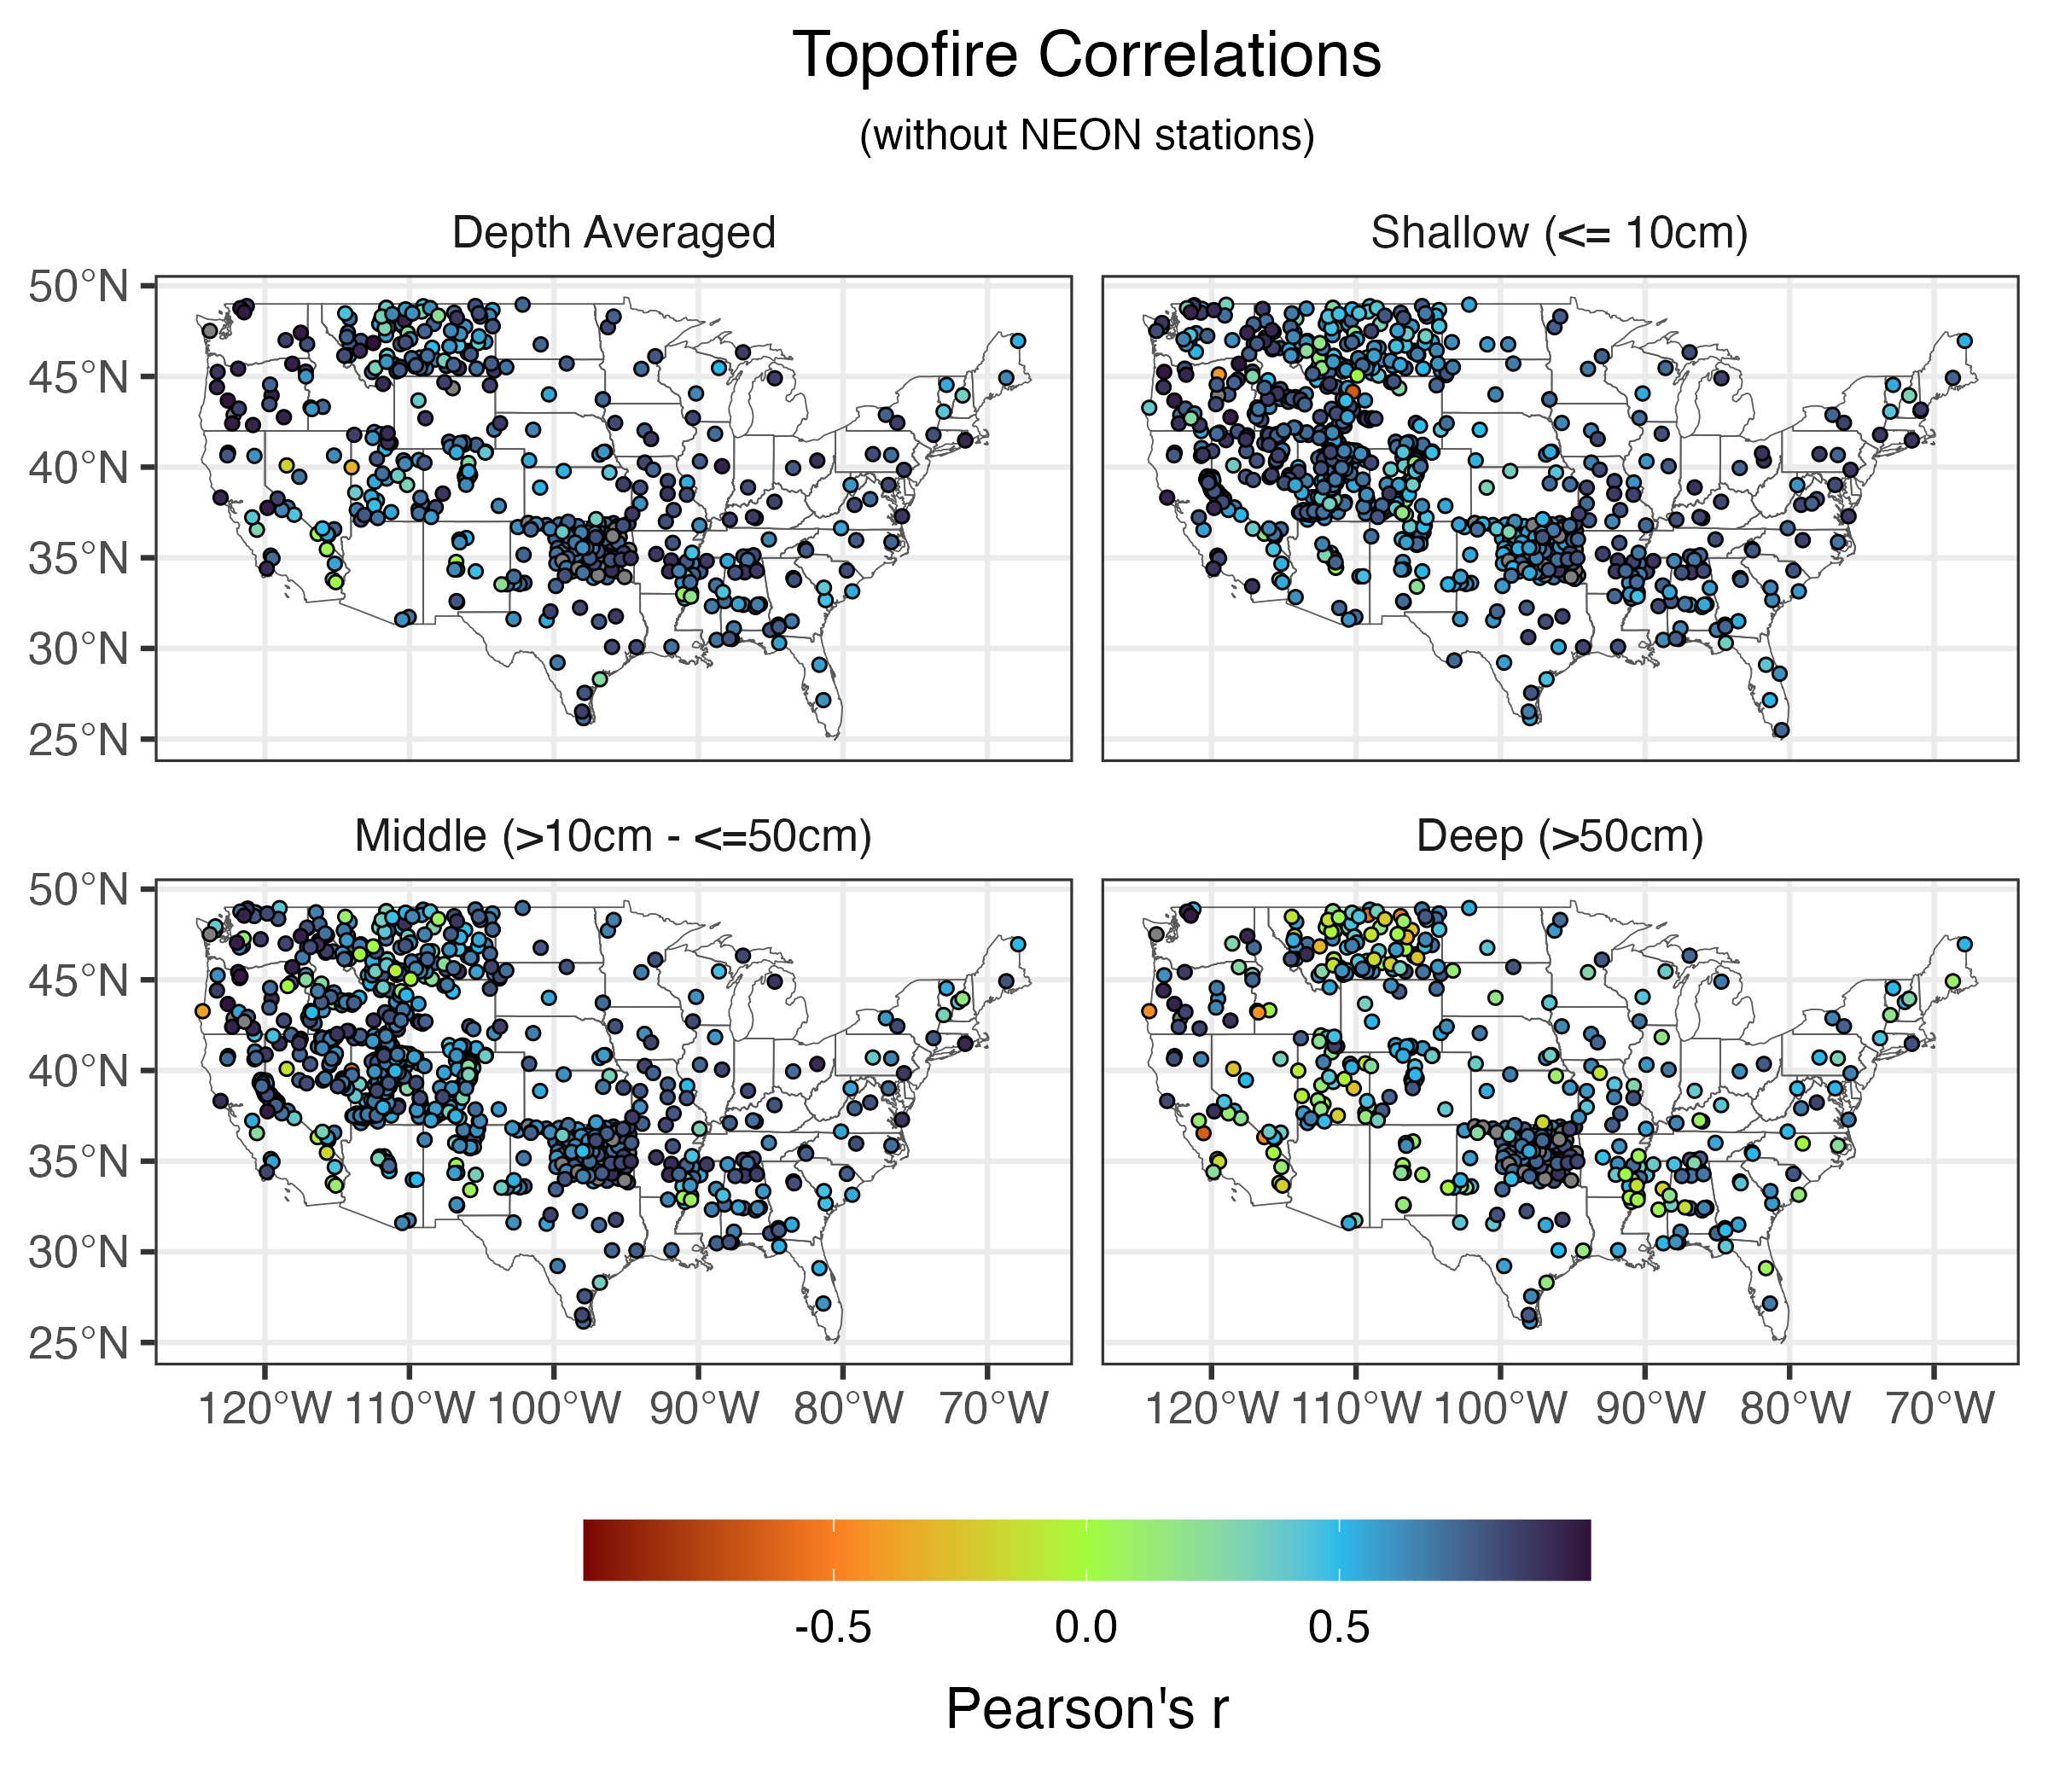 Topofire Correlations
(without NEON stations)
Depth Averaged
Shallow (<= 10cm)
50°N
45°N
40°N
35°N
30°N
25°N
Middle (>10cm - <=50cm)
Deep (>50cm)
50°N
45°N
40°N
35°N
30°N
25°N
120°W 110°W 100°W 90°W 80°W 70°W
120°W 110°W 100°W 90°W 80°W 70°W
-0.5 0.0 0.5
Pearson's r